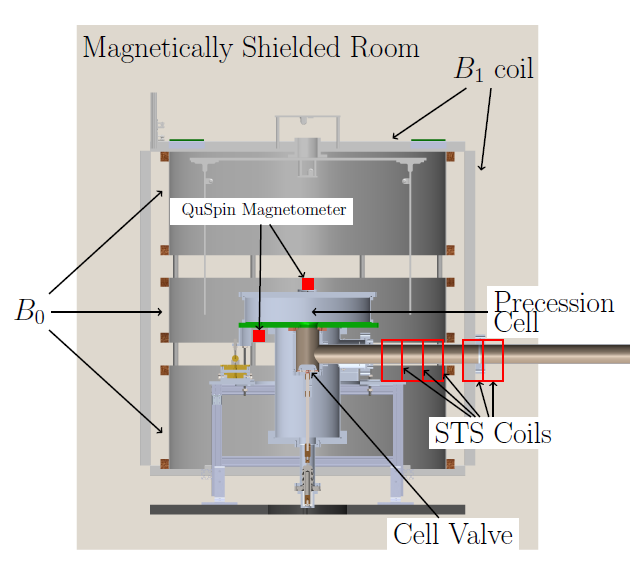 Magnetically Shielded Room
B₁ coil
QuSpin Magnetometer
B₀
Precession
Cell
STS Coils
Cell Valve